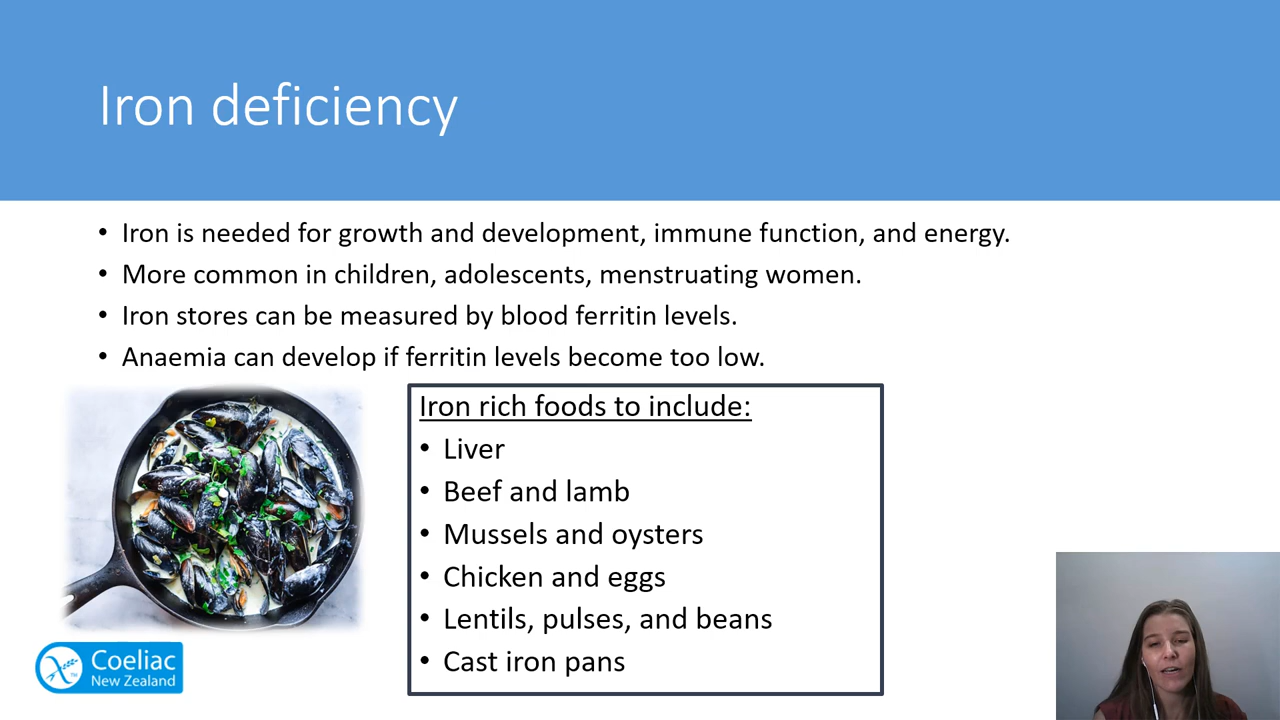 Iron deficiency
• Iron is needed for growth and development, immune function, and energy.
• More common in children, adolescents, menstruating women.
• Iron stores can be measured by blood ferritin levels.
• Anaemia can develop if ferritin levels become too low.
Iron rich foods to include:
• Liver
• Beef and lamb
• Mussels and oysters
• Chicken and eggs
• Lentils, pulses, and beans
• Cast iron pans
Coeliac
New Zealand
TM